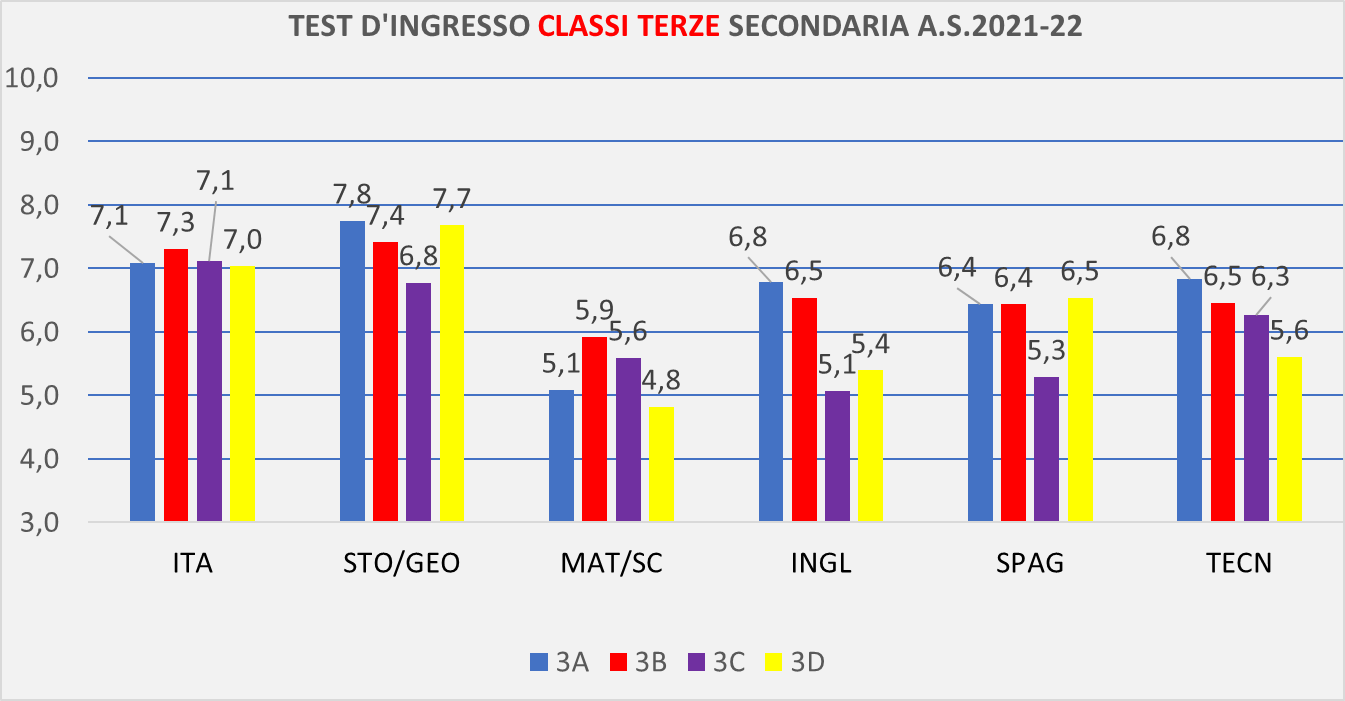 TEST D'INGRESSO CLASSI TERZE SECONDARIA A.S.2021-22
10,0
9,0
8,0
7,0
6,0
5,0
4,0
3,0
7,1 7,3 7,1 7,0
7,8 7,4 6,8 7,7
5,1 5,9 5,6 4,8
6,8 6,5 5,1 5,4
6,4 6,4 5,3 6,5
6,8 6,5 6,3 5,6
ITA STO/GEO MAT/SC INGL SPAG TECN
3A 3B 3C 3D